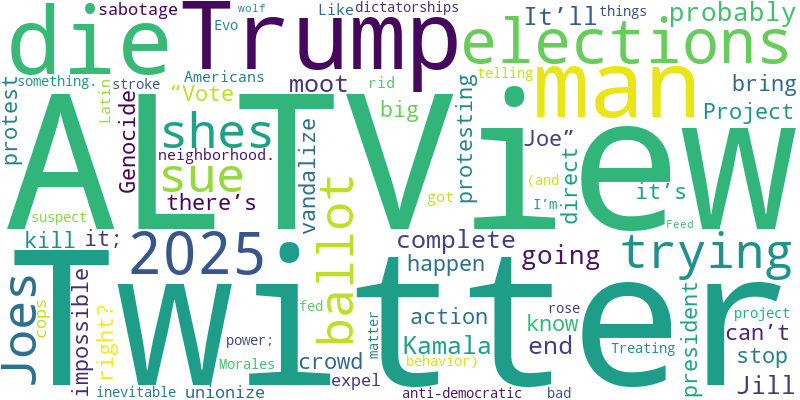 sabotage
wolf
Like
dictatorships
It’ll
things
probably
Evo
die
Trump
elections
something.
stroke
Americans
“Vote
moot
rid
telling
man
bring
protest
Latin
Genocide
big
protesting
Project
shes
vandalize
Joe”
direct
ALTView
neighborhood.
sue
there’s
(and
got
I’m
it’s
suspect
Feed
kill
it;
2025
ballot
complete
going
trying
Twitter
Joes
cops
impossible
right?
happen
president
fed
action
rose
project
know
can’t
power;
matter
Kamala
end
Treating
stop
Morales
crowd
behavior)
inevitable
unionize
expel
anti-democratic
bad
Jill